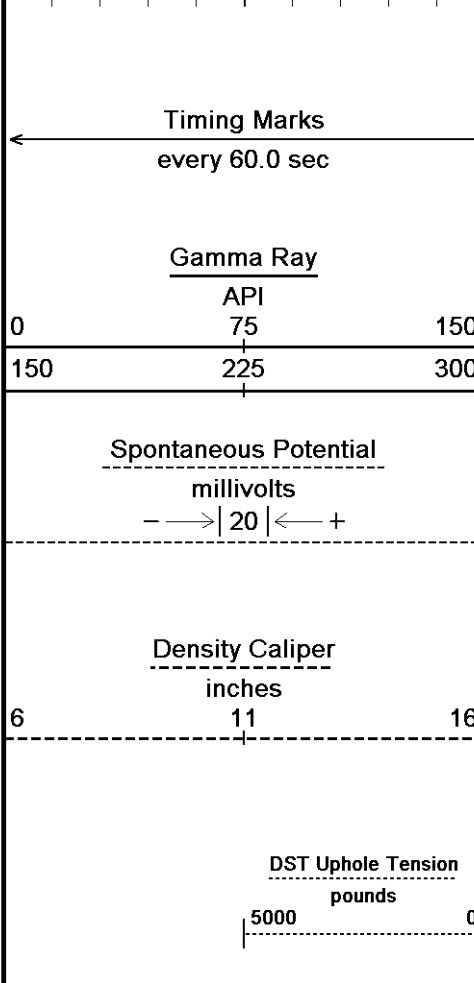 Timing Marks
every 60.0 sec
Gamma Ray
API
0 75 150
150 225 300
Spontaneous Potential
millivolts
− 20 +
Density Caliper
inches
6 11 16
DST Uphole Tension
pounds
5000 0